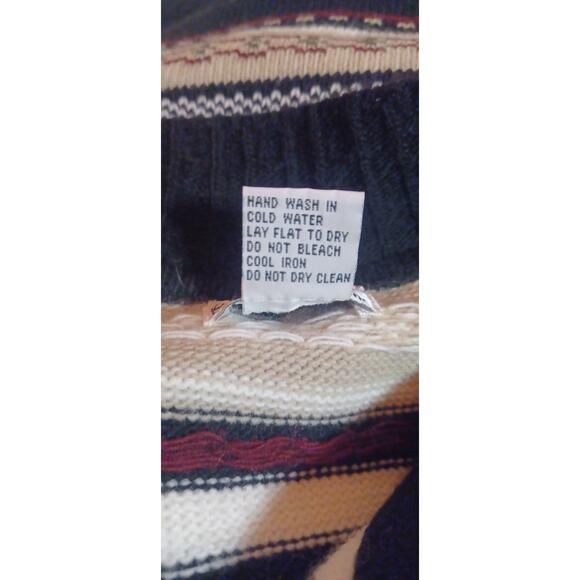 HAND WASH IN
COLD WATER
LAY FLAT TO DRY
DO NOT BLEACH
COOL IRON
DO NOT DRY CLEAN